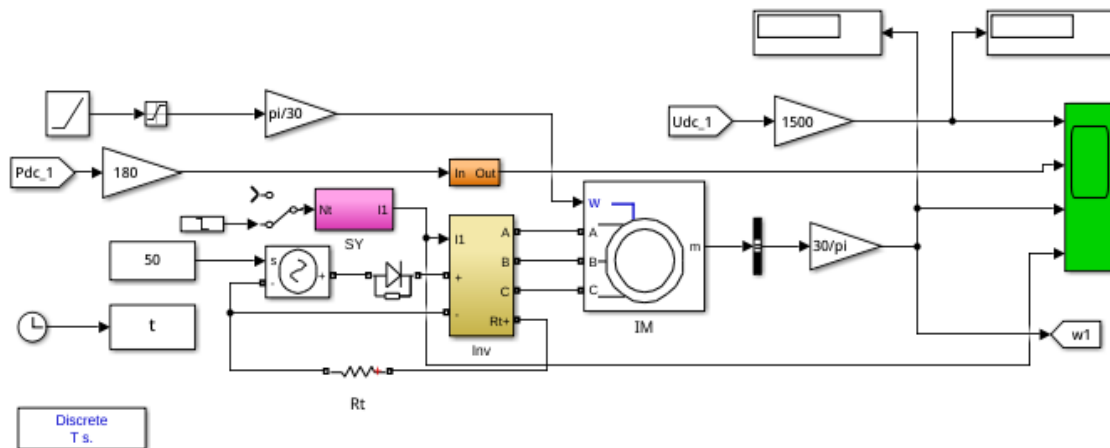 pi/30
Udc_1
1500
Pdc_1
180
In Out
W
Nt I1
SY
A
B
C
m
30/pi
50
s
-
+
I1
+
-
A
B
C
Rt+
Inv
IM
t
w1
Rt
Discrete
T s.